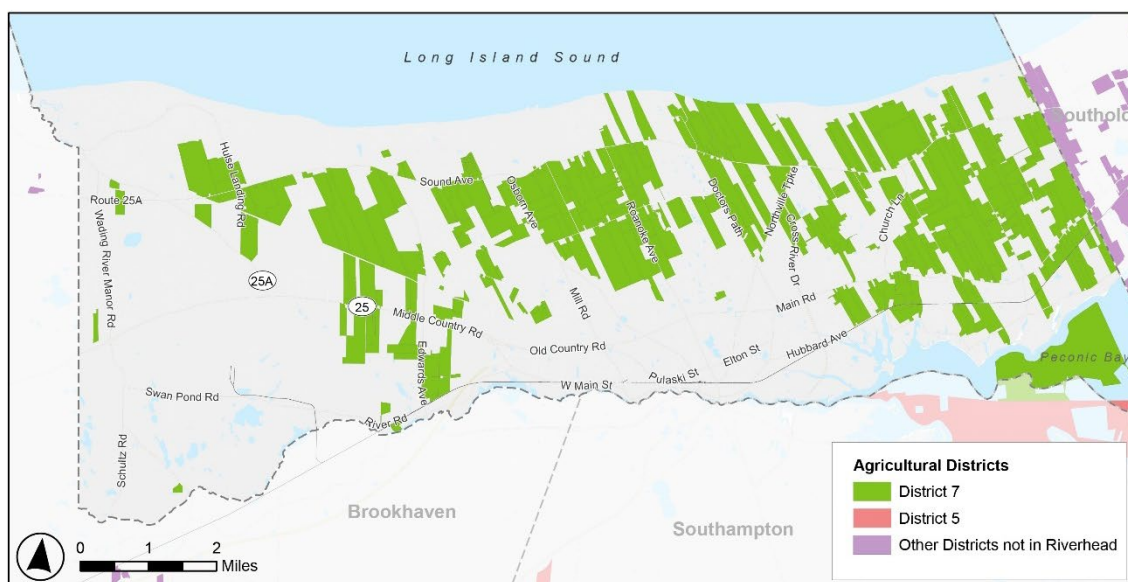 Long Island Sound
Southold
Hulse Landing Rd
Sound Ave
Osborn Ave
Roanoke Ave
Doctors Path
Northville Tpke
Cross River Dr
Church Ln
Route 25A
Wading River Manor Rd
25A
25
Middle Country Rd
Mill Rd
Main Rd
Old Country Rd
Elton St
Hubbard Ave
Edwards Ave
Peconic Bay
W Main St
Pulaski St
Swan Pond Rd
River Rd
Schultz Rd
Brookhaven
Southampton
Agricultural Districts
District 7
District 5
Other Districts not in Riverhead
0 1 2
Miles